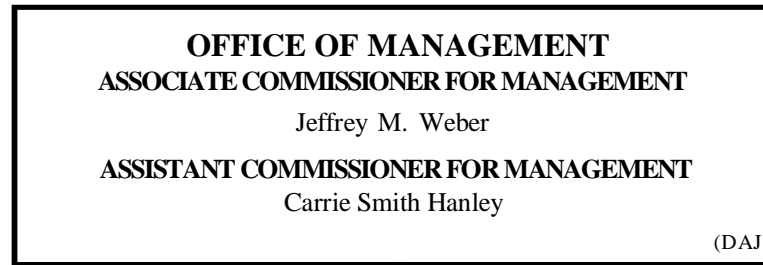 OFFICE OF MANAGEMENT
ASSOCIATE COMMISSIONER FOR MANAGEMENT
Jeffrey M. Weber
ASSISTANT COMMISSIONER FOR MANAGEMENT
Carrie Smith Hanley
(DAJ